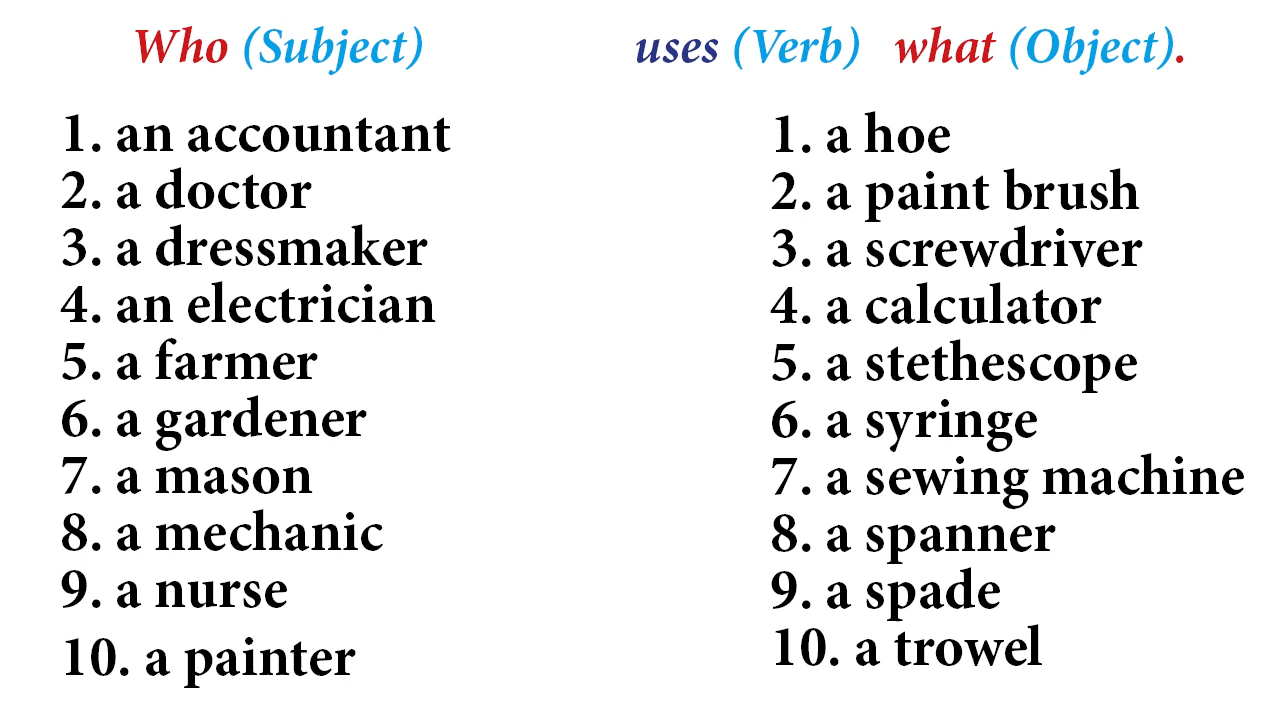 Who (Subject) uses (Verb) what (Object).
1. an accountant
2. a doctor
3. a dressmaker
4. an electrician
5. a farmer
6. a gardener
7. a mason
8. a mechanic
9. a nurse
10. a painter
1. a hoe
2. a paint brush
3. a screwdriver
4. a calculator
5. a stethescope
6. a syringe
7. a sewing machine
8. a spanner
9. a spade
10. a trowel